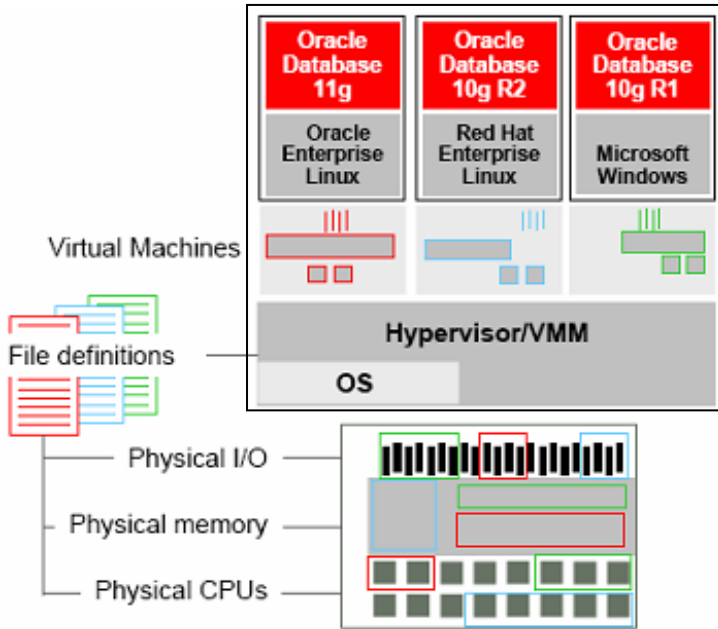 Oracle
Database
11g
Oracle
Database
10g R2
Oracle
Database
10g R1
Oracle
Enterprise
Linux
Red Hat
Enterprise
Linux
Microsoft
Windows
Virtual Machines
Hypervisor/VMM
File definitions
OS
Physical I/O
Physical memory
Physical CPUs